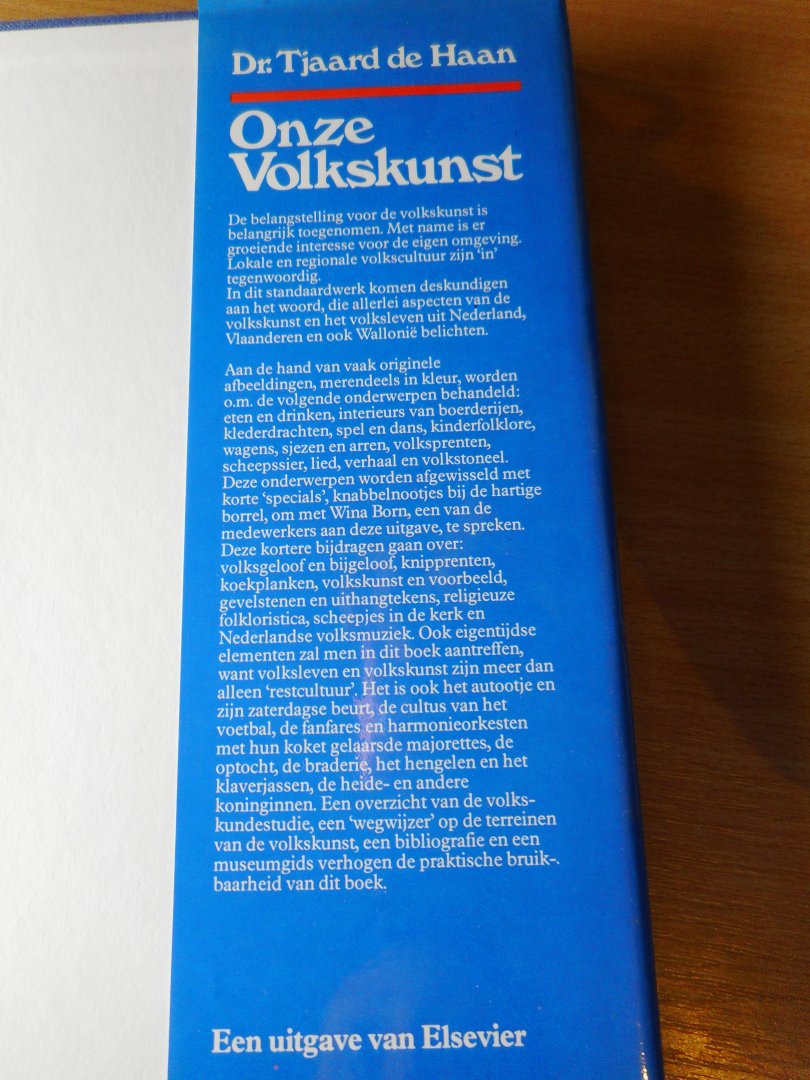 Dr. Tjaard de Haan
Onze
Volkskunst
De belangstelling voor de volkskunst is
belangrijk toegenomen. Met name is er
groeiende interesse voor de eigen omgeving.
Lokale en regionale volkscultuur zijn ‘in’
tegenwoordig.
In dit standaardwerk komen deskundigen
aan het woord, die allerlei aspecten van de
volkskunst en het volksleven uit Nederland,
Vlaanderen en ook Wallonië belichten.
Aan de hand van vaak originele
afbeeldingen, merendeels in kleur, worden
o.m. de volgende onderwerpen behandeld:
eten en drinken, interieurs van boerderijen,
klederdrachten, spel en dans, kinderfolklore,
wagens, sjezen en arren, volksprenten,
scheepssier, lied, verhaal en volkstoneel.
Deze onderwerpen worden afgewisseld met
korte ‘specials’, knabbelnootjes bij de hartige
borrel, om met Wina Born, een van de
medewerkers aan deze uitgave, te spreken.
Deze kortere bijdragen gaan over:
volksgeloof en bijgeloof, knipprenten,
koekplanken, volkskunst en voorbeeld,
gevelstenen en uithangtekens, religieuze
folkloristica, scheepjes in de kerk en
Nederlandse volksmuziek. Ook eigentijdse
elementen zal men in dit boek aantreffen,
want volksleven en volkskunst zijn meer dan
alleen ‘restcultuur’. Het is ook het autootje en
zijn zaterdagse beurt, de cultus van het
voetbal, de fanfares en harmonieorkesten
met hun koket gelaarsde majorettes, de
optocht, de braderie, het hengelen en het
klaverjassen, de heide- en andere
koninginnen. Een overzicht van de volks-
kundestudie, een ‘wegwijzer’ op de terreinen
van de volkskunst, een bibliografie en een
museumgids verhogen de praktische bruik-
baarheid van dit boek.
Een uitgave van Elsevier